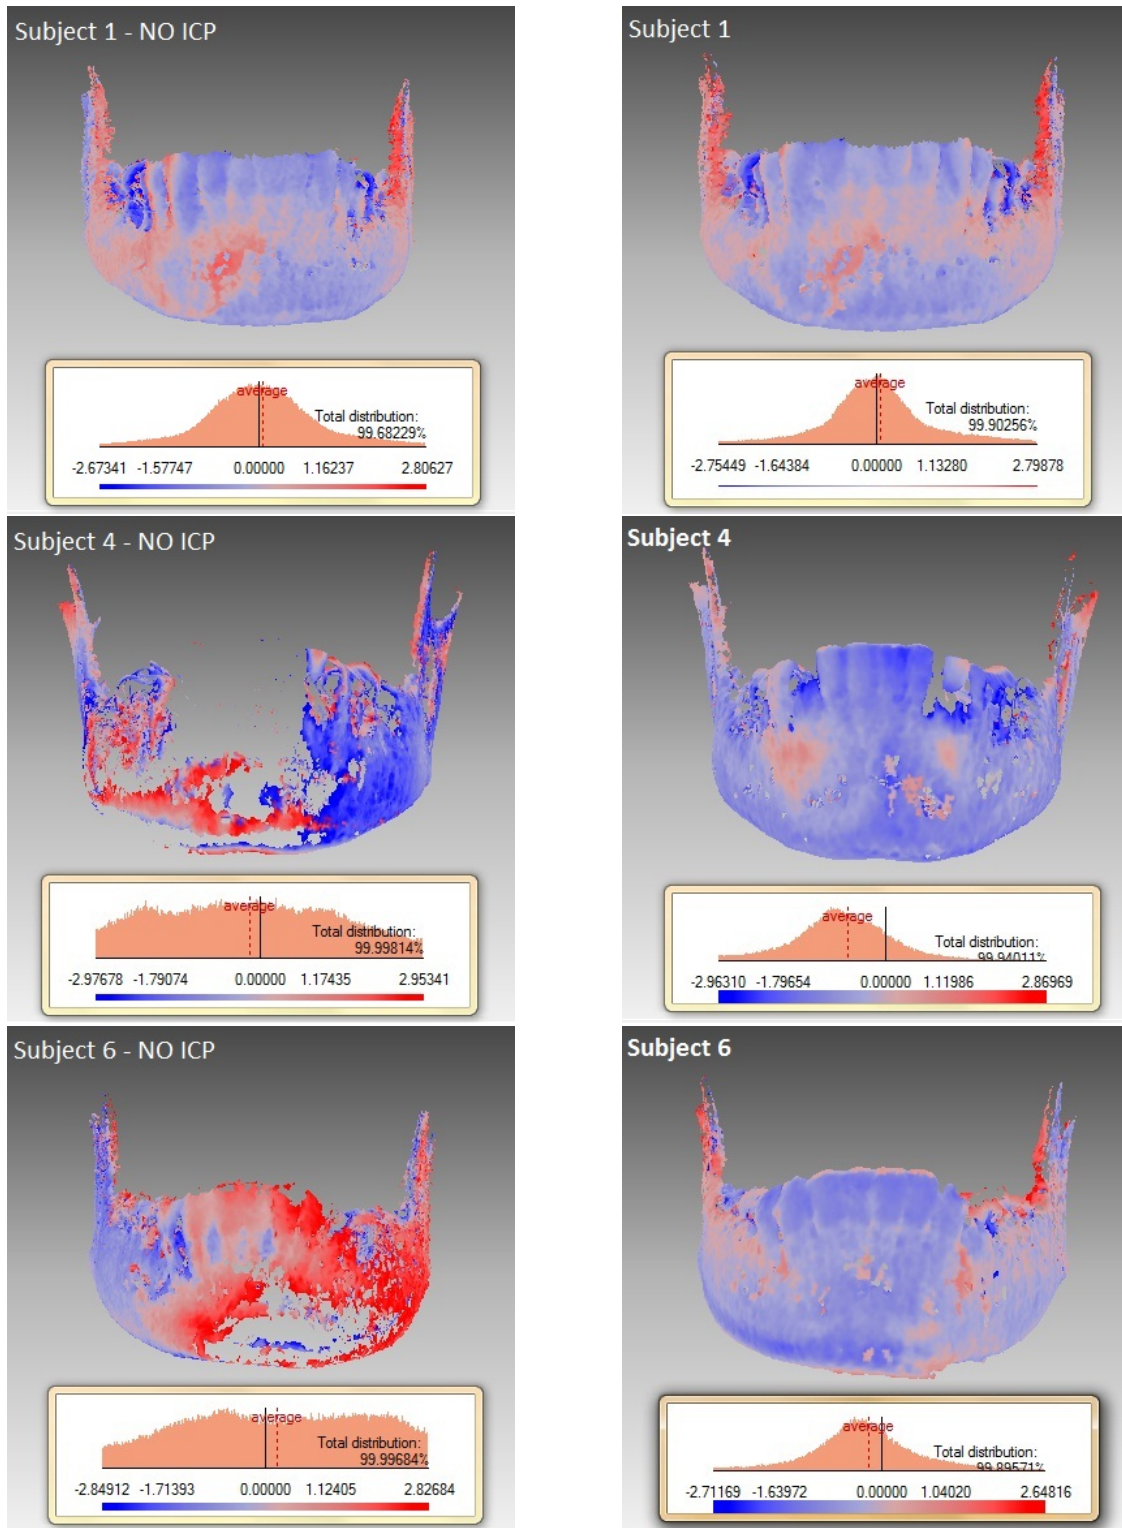 Subject 1 - NO ICP
average
Total distribution:
99.68229%
-2.67341 -1.57747 0.00000 1.16237 2.80627
Subject 1
average
Total distribution:
99.90256%
-2.75449 -1.64384 0.00000 1.13280 2.79878
Subject 4 - NO ICP
average
Total distribution:
99.99814%
-2.97678 -1.79074 0.00000 1.17435 2.95341
Subject 4
average
Total distribution:
99.94011%
-2.96310 -1.79654 0.00000 1.11986 2.86969
Subject 6 - NO ICP
average
Total distribution:
99.99684%
-2.84912 -1.71393 0.00000 1.12405 2.82684
Subject 6
average
Total distribution:
99.89571%
-2.71169 -1.63972 0.00000 1.04020 2.64816